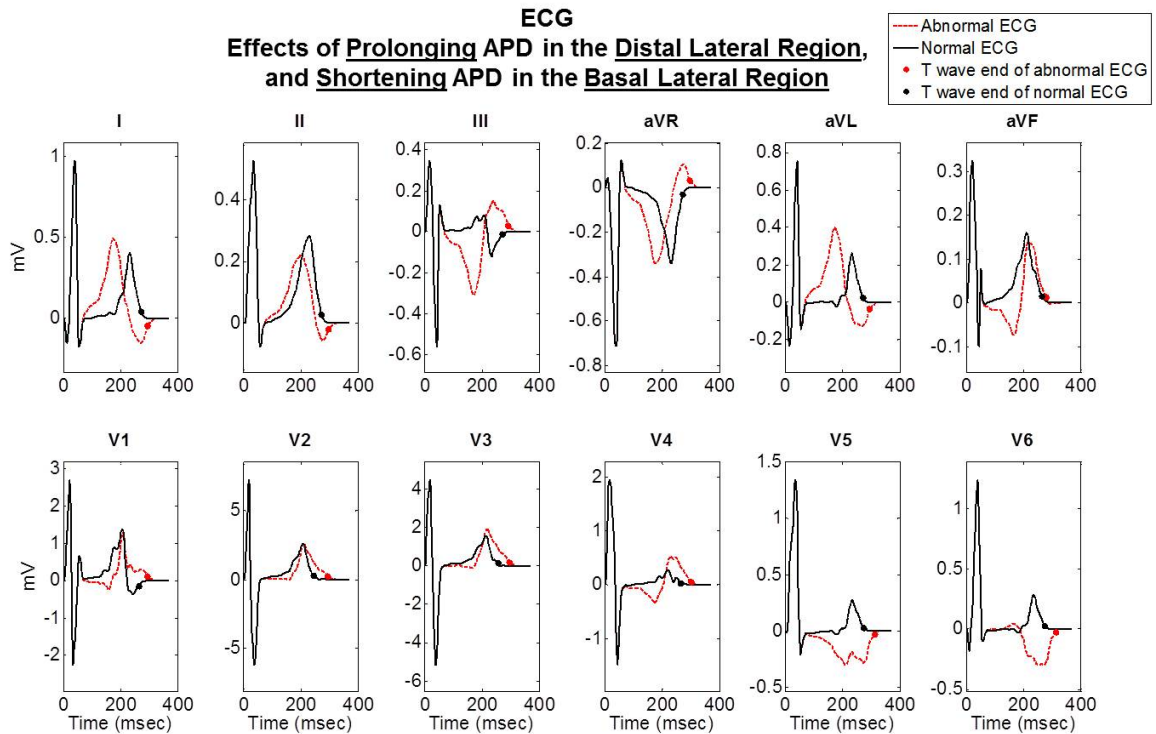 ECG
Effects of Prolonging APD in the Distal Lateral Region,
and Shortening APD in the Basal Lateral Region
Abnormal ECG
Normal ECG
T wave end of abnormal ECG
T wave end of normal ECG
I II III aVR aVL aVF
mV
1
0.5
0
0 200 400
0.4
0.2
0
0 200 400
0.4
0.2
0
-0.2
-0.4
-0.6
0 200 400
0.2
0
-0.2
-0.4
-0.6
-0.8
0 200 400
0.8
0.6
0.4
0.2
0
-0.2
0 200 400
0.3
0.2
0.1
0
-0.1
0 200 400
V1 V2 V3 V4 V5 V6
mV
3
2
1
0
-1
-2
0 200 400
Time (msec)
5
0
-5
0 200 400
Time (msec)
4
2
0
-2
-4
-6
0 200 400
Time (msec)
2
1
0
-1
0 200 400
Time (msec)
1.5
1
0.5
0
-0.5
0 200 400
Time (msec)
1
0.5
0
0.5
0 200 400
Time (msec)